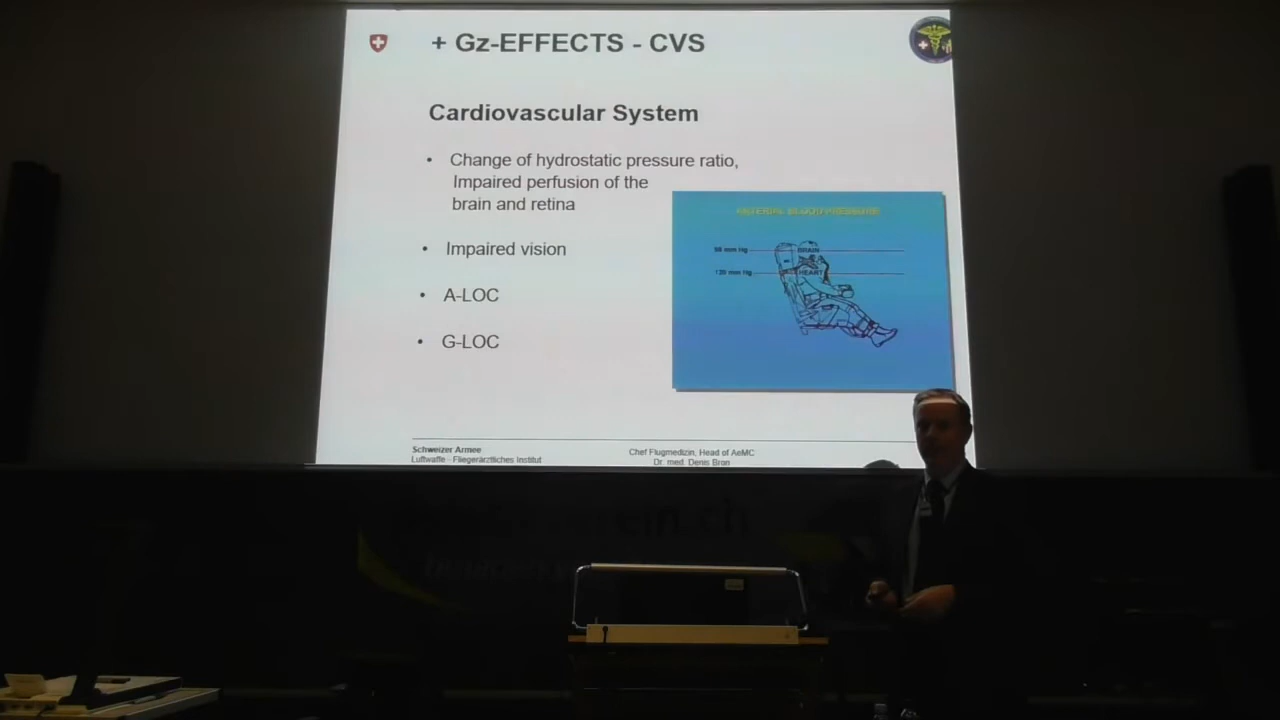 + Gz-EFFECTS - CVS
Cardiovascular System
• Change of hydrostatic pressure ratio,
Impaired perfusion of the
brain and retina
• Impaired vision
• A-LOC
• G-LOC
ARTERIAL BLOOD PRESSURE
98 mm Hg
BRAIN
120 mm Hg
HEART
Schweizer Armee
Luftwaffe - Fliegerärztliches Institut
Chef Flugmedizin, Head of AeMC
Dr. med. Denis Bron